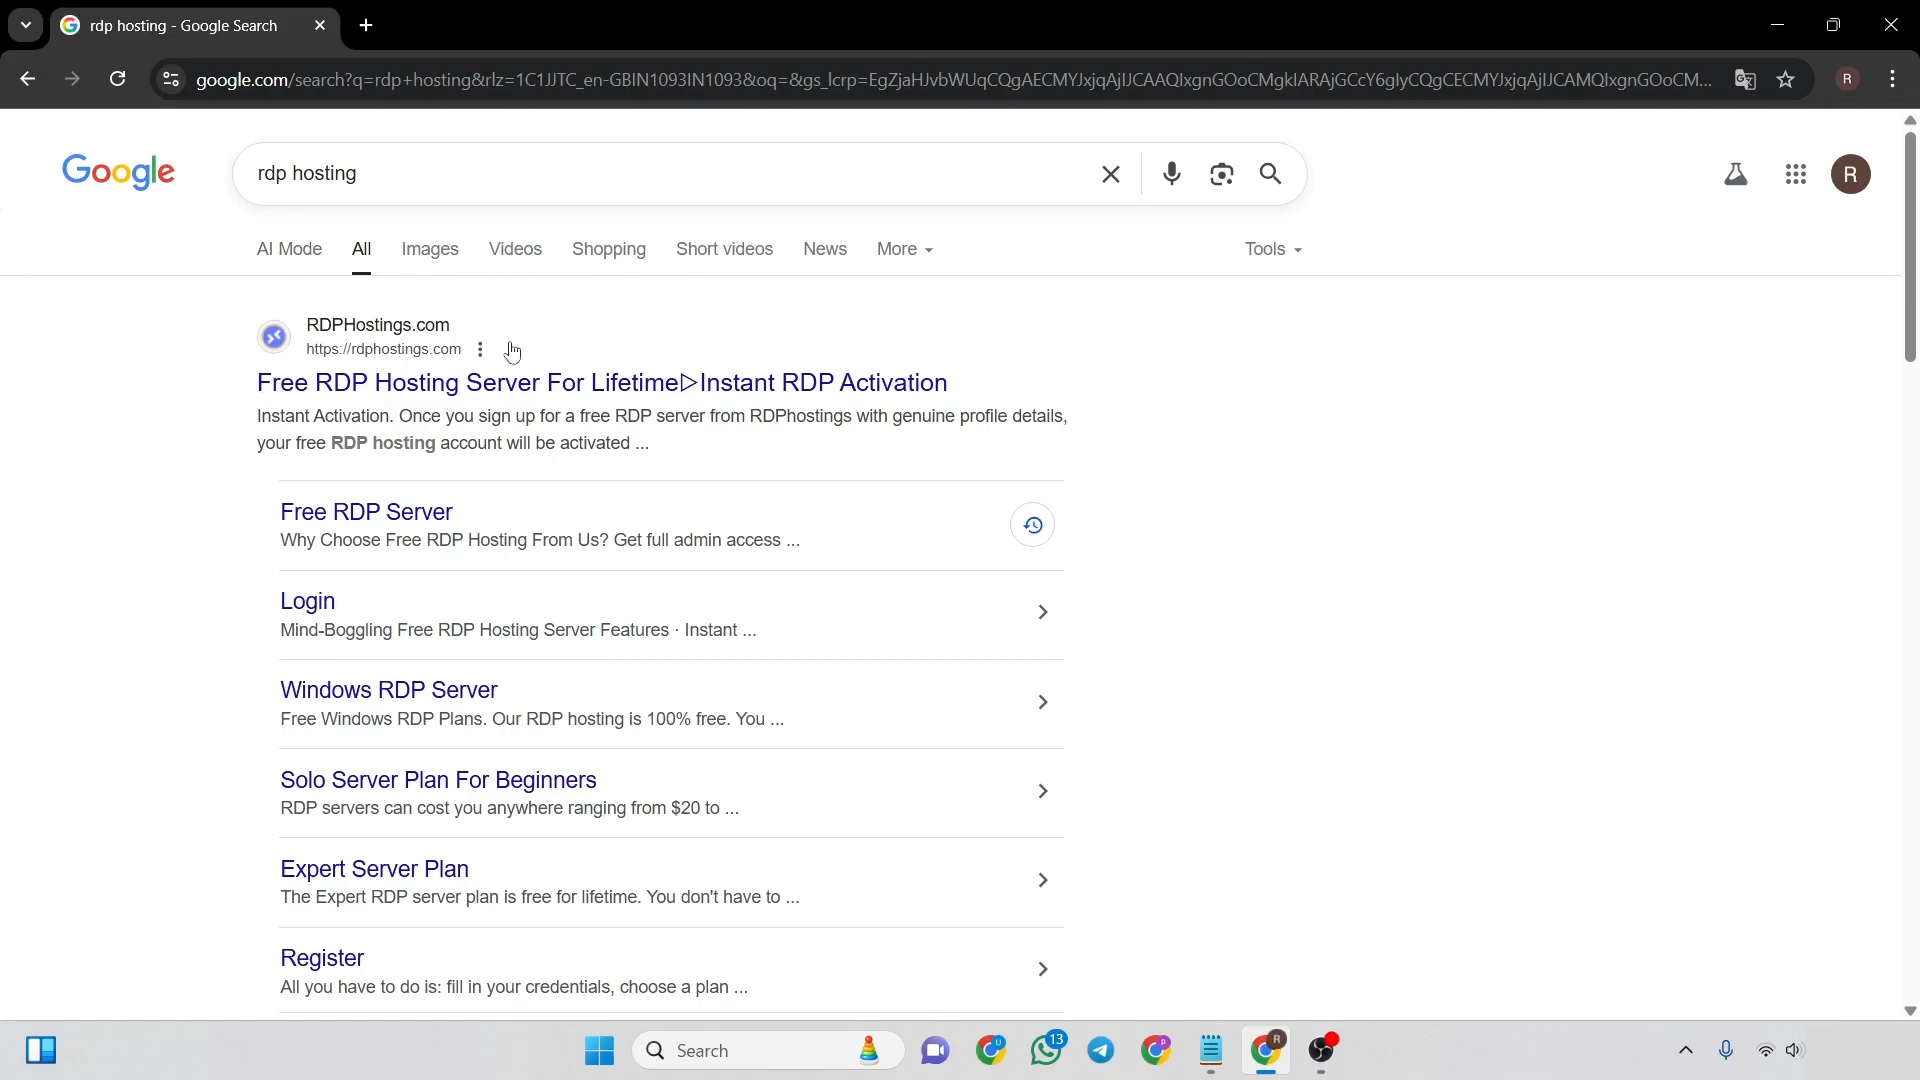 rdp hosting - Google Search
google.com/search?q=rdp+hosting&rlz=1C1JJTC_en-GBIN1093IN1093&oq=&gs_lcrp=EgZjaHJvbWUqCQgAECMYJxjqAjIJCAAQIxgnGOoCMgkIARAjGCcY6gIyCQgCECMYJxjqAjIJCAMQIxgnGOoCM...
R
Google
rdp hosting
R
AI Mode
All
Images
Videos
Shopping
Short videos
News
More
Tools
RDPHostings.com
https://rdphostings.com
Free RDP Hosting Server For Lifetime▷Instant RDP Activation
Instant Activation. Once you sign up for a free RDP server from RDPhostings with genuine profile details,
your free RDP hosting account will be activated ...
Free RDP Server
Why Choose Free RDP Hosting From Us? Get full admin access ...
Login
Mind-Boggling Free RDP Hosting Server Features · Instant ...
Windows RDP Server
Free Windows RDP Plans. Our RDP hosting is 100% free. You ...
Solo Server Plan For Beginners
RDP servers can cost you anywhere ranging from $20 to ...
Expert Server Plan
The Expert RDP server plan is free for lifetime. You don't have to ...
Register
All you have to do is: fill in your credentials, choose a plan ...
Search
U
13
P
R